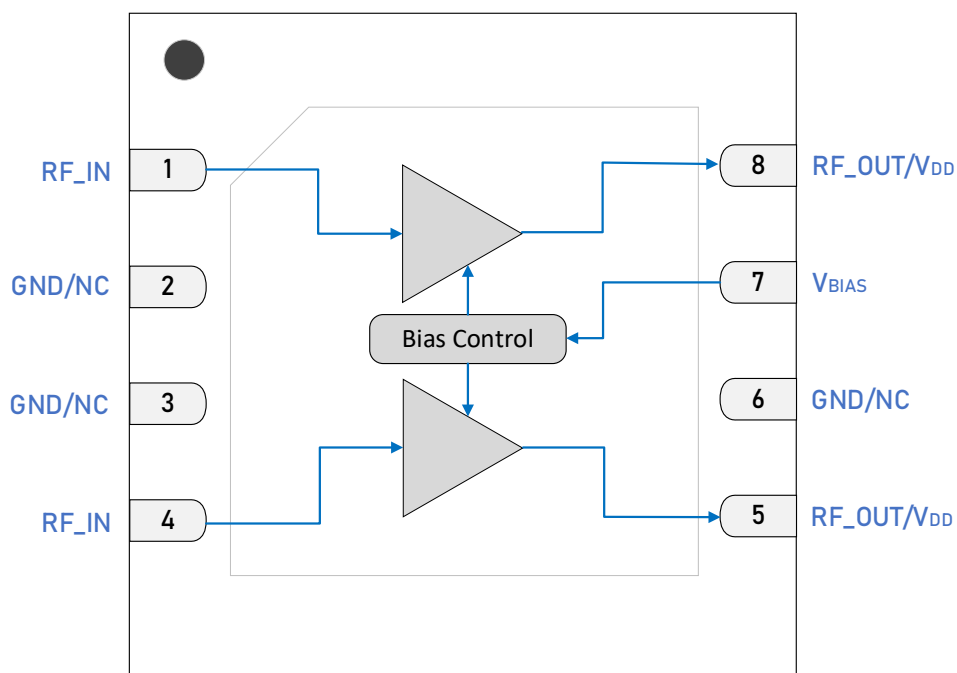 RF_IN 1 8 RF_OUT/VDD
GND/NC 2 7 VBIAS
Bias Control
GND/NC 3 6 GND/NC
RF_IN 4 5 RF_OUT/VDD